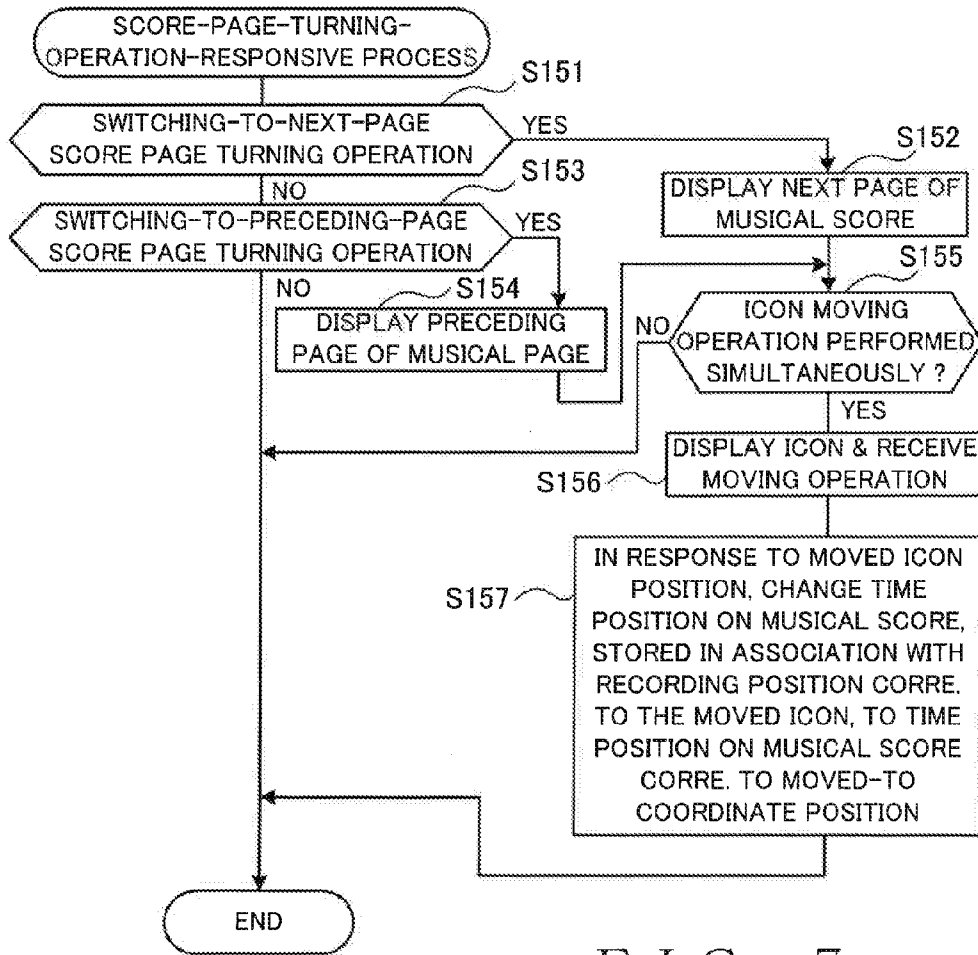 SCORE-PAGE-TURNING-
OPERATION-RESPONSIVE PROCESS
S151
SWITCHING-TO-NEXT-PAGE
SCORE PAGE TURNING OPERATION
YES
S152
DISPLAY NEXT PAGE OF
MUSICAL SCORE
NO
S153
SWITCHING-TO-PRECEDING-PAGE
SCORE PAGE TURNING OPERATION
YES
NO
S154
DISPLAY PRECEDING
PAGE OF MUSICAL PAGE
S155
ICON MOVING
OPERATION PERFORMED
SIMULTANEOUSLY ?
NO
YES
DISPLAY ICON & RECEIVE
MOVING OPERATION
S156
S157
IN RESPONSE TO MOVED ICON
POSITION, CHANGE TIME
POSITION ON MUSICAL SCORE,
STORED IN ASSOCIATION WITH
RECORDING POSITION CORRE.
TO THE MOVED ICON, TO TIME
POSITION ON MUSICAL SCORE
CORRE. TO MOVED-TO
COORDINATE POSITION
END